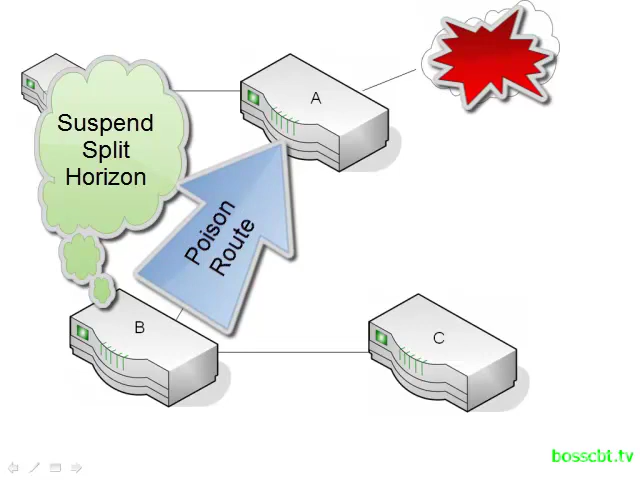 A
Suspend
Split
Horizon
Poison
Route
B
C
bosscbt.tv